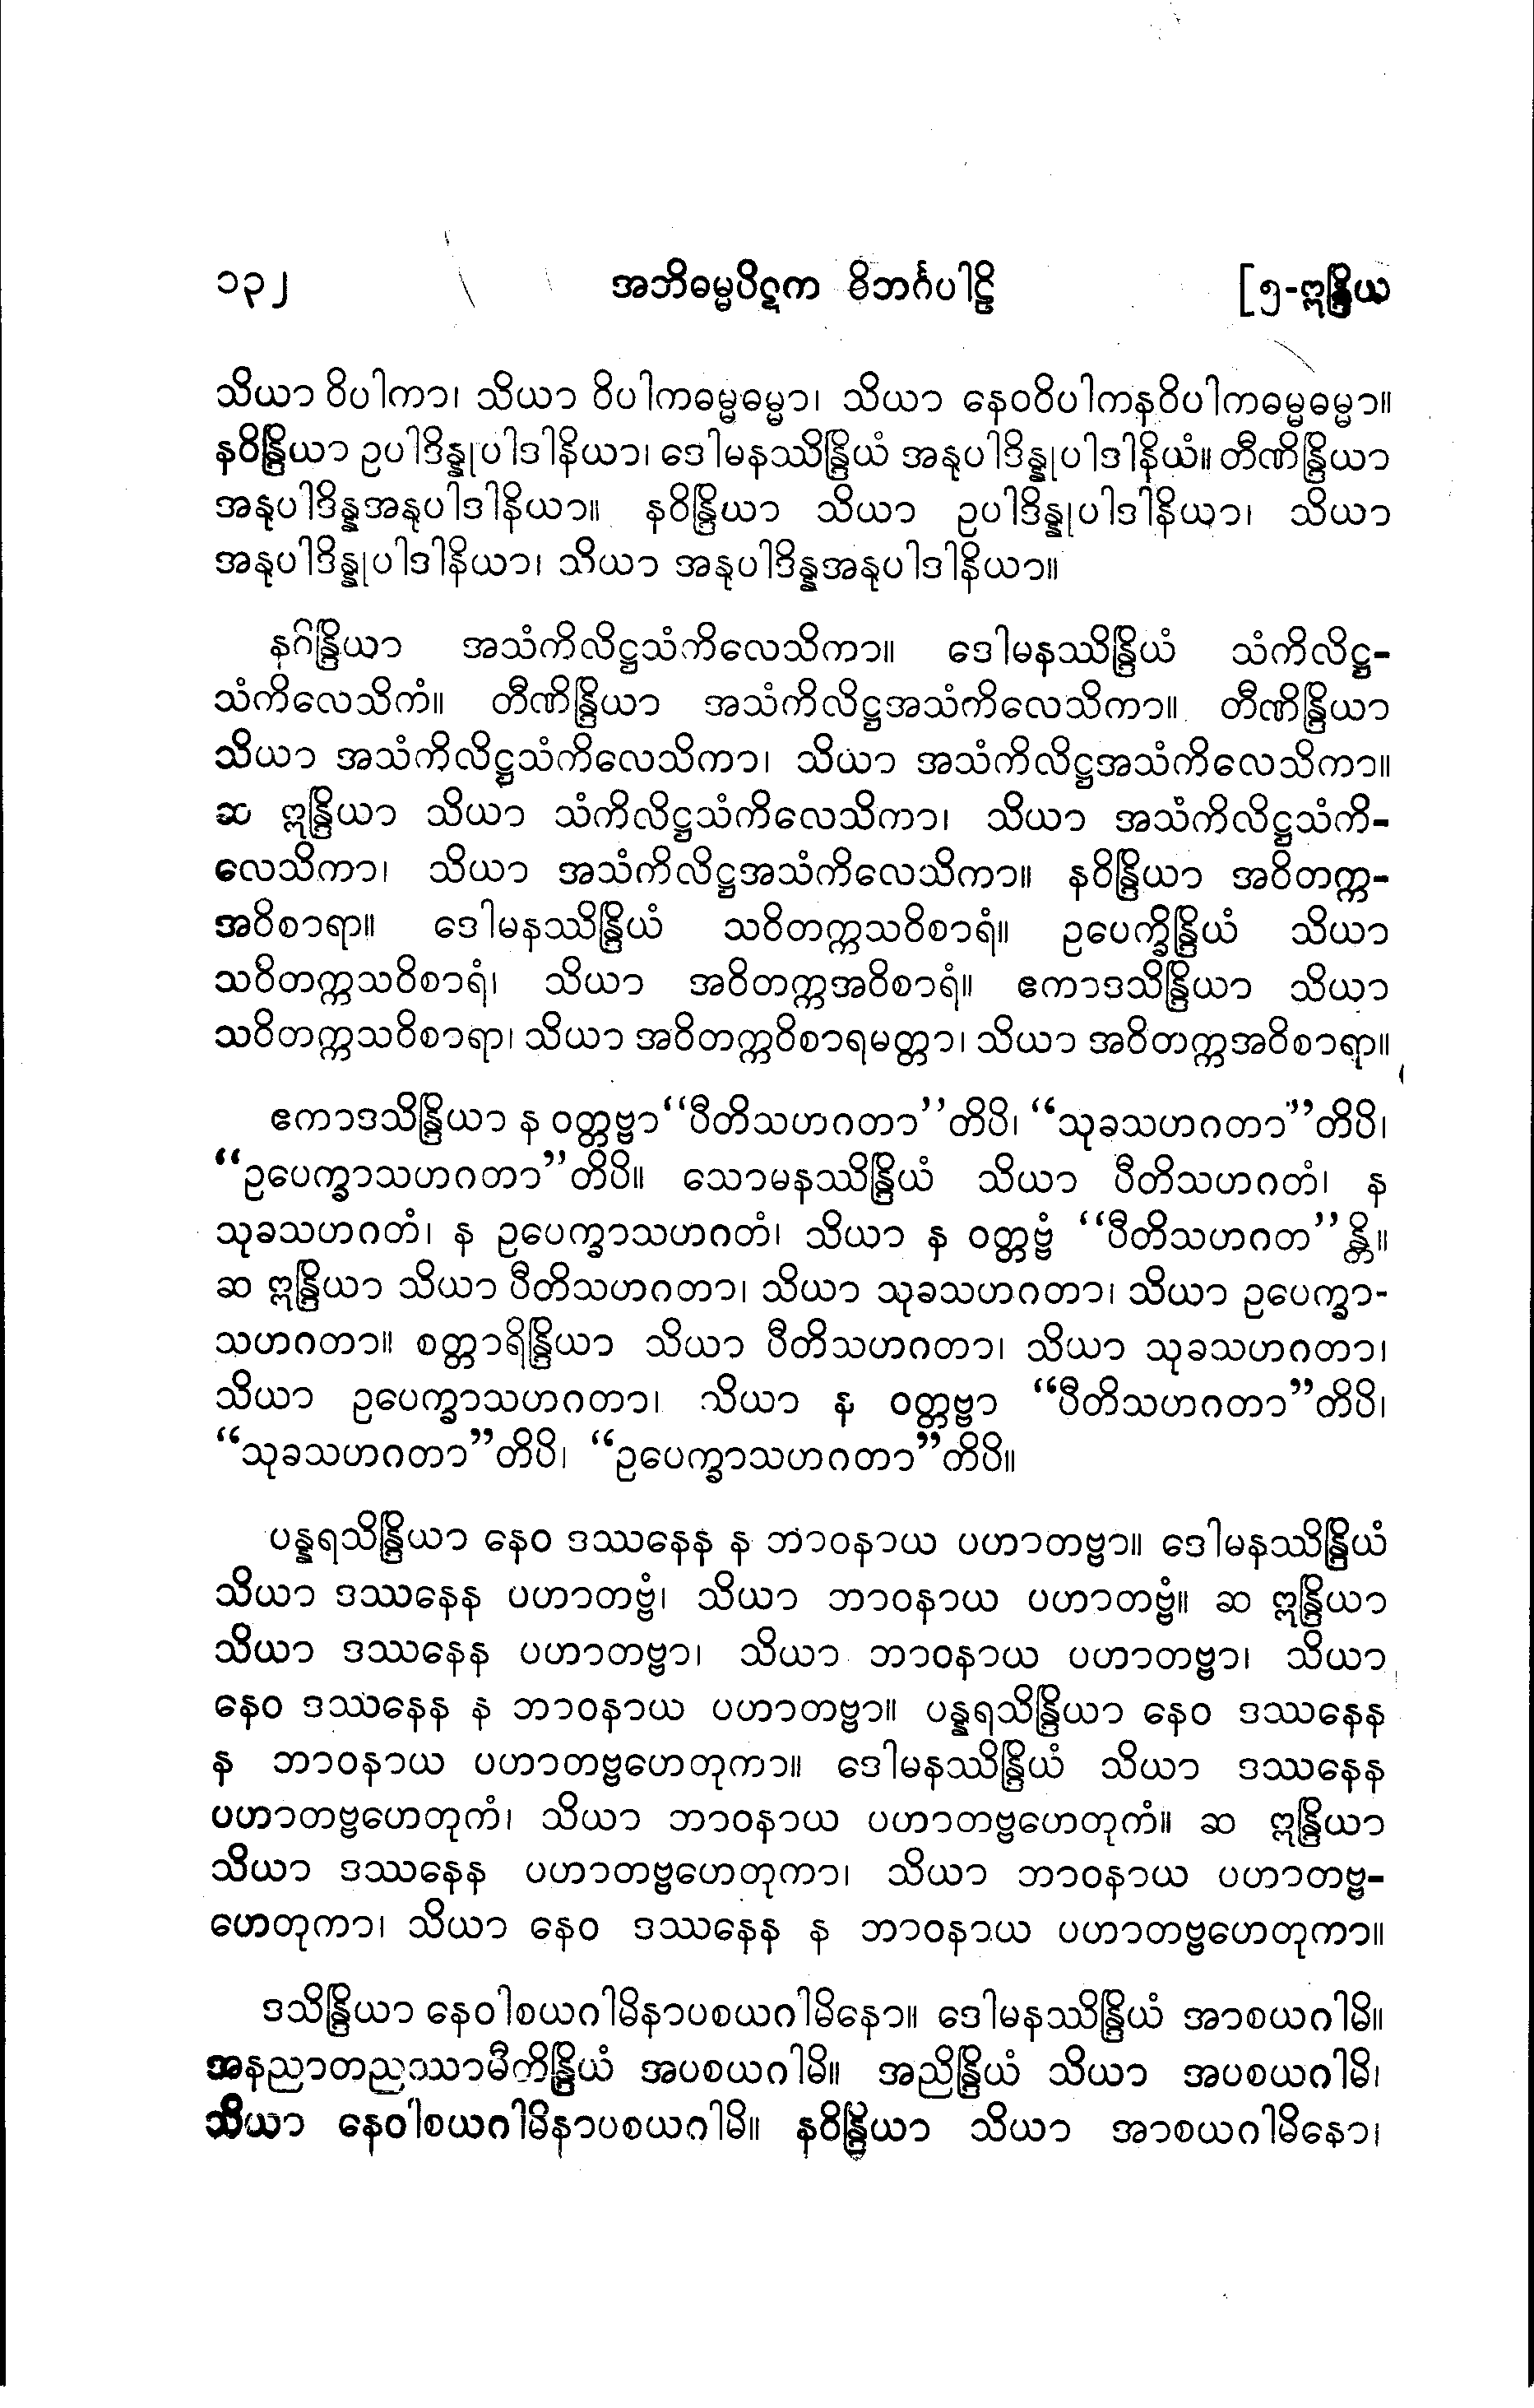 ၁၃၂ အဘိဓမ္မပိဋက ဝိဘင်္ဂပါဠိ [၅-ဣန္ဒြိယ
သိယာ ဝိပါကာ၊ သိယာ ဝိပါကဓမ္မဓမ္မာ၊ သိယာ နေဝဝိပါကနဝိပါကဓမ္မဓမ္မာ။
နဝိန္ဒြိယာ ဥပါဒိန္နုပါဒါနိယာ၊ ဒေါမနဿိန္ဒြိယံ အနုပါဒိန္နုပါဒါနိယံ။ တီဏိန္ဒြိယာ
အနုပါဒိန္နအနုပါဒါနိယာ။ နဝိန္ဒြိယာ သိယာ ဥပါဒိန္နုပါဒါနိယာ၊ သိယာ
အနုပါဒိန္နုပါဒါနိယာ၊ သိယာ အနုပါဒိန္နအနုပါဒါနိယာ။
နဝိန္ဒြိယာ အသံကိလိဋ္ဌသံကိလေသိကာ။ ဒေါမနဿိန္ဒြိယံ သံကိလိဋ္ဌ-
သံကိလေသိကံ။ တီဏိန္ဒြိယာ အသံကိလိဋ္ဌအသံကိလေသိကာ။ တီဏိန္ဒြိယာ
သိယာ အသံကိလိဋ္ဌသံကိလေသိကာ၊ သိယာ အသံကိလိဋ္ဌအသံကိလေသိကာ။
ဆ ဣန္ဒြိယာ သိယာ သံကိလိဋ္ဌသံကိလေသိကာ၊ သိယာ အသံကိလိဋ္ဌသံကိ-
လေသိကာ၊ သိယာ အသံကိလိဋ္ဌအသံကိလေသိကာ။ နဝိန္ဒြိယာ အဝိတက္က-
အဝိစာရာ။ ဒေါမနဿိန္ဒြိယံ သဝိတက္ကသဝိစာရံ။ ဥပေက္ခိန္ဒြိယံ သိယာ
သဝိတက္ကသဝိစာရံ၊ သိယာ အဝိတက္ကအဝိစာရံ။ ဧကာဒသိန္ဒြိယာ သိယာ
သဝိတက္ကသဝိစာရာ၊ သိယာ အဝိတက္ကဝိစာရမတ္တာ၊ သိယာ အဝိတက္ကအဝိစာရာ။
ဧကာဒသိန္ဒြိယာ န ဝတ္တဗ္ဗာ “ပီတိသဟဂတာ”တိပိ၊ “သုခသဟဂတာ”တိပိ၊
“ဥပေက္ခာသဟဂတာ”တိပိ။ သောမနဿိန္ဒြိယံ သိယာ ပီတိသဟဂတံ၊ န
သုခသဟဂတံ၊ န ဥပေက္ခာသဟဂတံ၊ သိယာ န ဝတ္တဗ္ဗံ “ပီတိသဟဂတ”န္တိ။
ဆ ဣန္ဒြိယာ သိယာ ပီတိသဟဂတာ၊ သိယာ သုခသဟဂတာ၊ သိယာ ဥပေက္ခာ-
သဟဂတာ။ စတ္တာရိန္ဒြိယာ သိယာ ပီတိသဟဂတာ၊ သိယာ သုခသဟဂတာ၊
သိယာ ဥပေက္ခာသဟဂတာ၊ သိယာ န ဝတ္တဗ္ဗာ “ပီတိသဟဂတာ”တိပိ၊
“သုခသဟဂတာ”တိပိ၊ “ဥပေက္ခာသဟဂတာ”တိပိ။
ပန္နရသိန္ဒြိယာ နေဝ ဒဿနေန န ဘာဝနာယ ပဟာတဗ္ဗာ။ ဒေါမနဿိန္ဒြိယံ
သိယာ ဒဿနေန ပဟာတဗ္ဗံ၊ သိယာ ဘာဝနာယ ပဟာတဗ္ဗံ။ ဆ ဣန္ဒြိယာ
သိယာ ဒဿနေန ပဟာတဗ္ဗာ၊ သိယာ ဘာဝနာယ ပဟာတဗ္ဗာ၊ သိယာ
နေဝ ဒဿနေန န ဘာဝနာယ ပဟာတဗ္ဗာ။ ပန္နရသိန္ဒြိယာ နေဝ ဒဿနေန
န ဘာဝနာယ ပဟာတဗ္ဗဟေတုကာ။ ဒေါမနဿိန္ဒြိယံ သိယာ ဒဿနေန
ပဟာတဗ္ဗဟေတုကံ၊ သိယာ ဘာဝနာယ ပဟာတဗ္ဗဟေတုကံ။ ဆ ဣန္ဒြိယာ
သိယာ ဒဿနေန ပဟာတဗ္ဗဟေတုကာ၊ သိယာ ဘာဝနာယ ပဟာတဗ္ဗ-
ဟေတုကာ၊ သိယာ နေဝ ဒဿနေန န ဘာဝနာယ ပဟာတဗ္ဗဟေတုကာ။
ဒသိန္ဒြိယာ နေဝါစယဂါမိနာပစယဂါမိနော။ ဒေါမနဿိန္ဒြိယံ အာစယဂါမိ။
အနညာတညဿာမီတိန္ဒြိယံ အပစယဂါမိ။ အညိန္ဒြိယံ သိယာ အပစယဂါမိ၊
သိယာ နေဝါစယဂါမိနာပစယဂါမိ။ နဝိန္ဒြိယာ သိယာ အာစယဂါမိနော၊